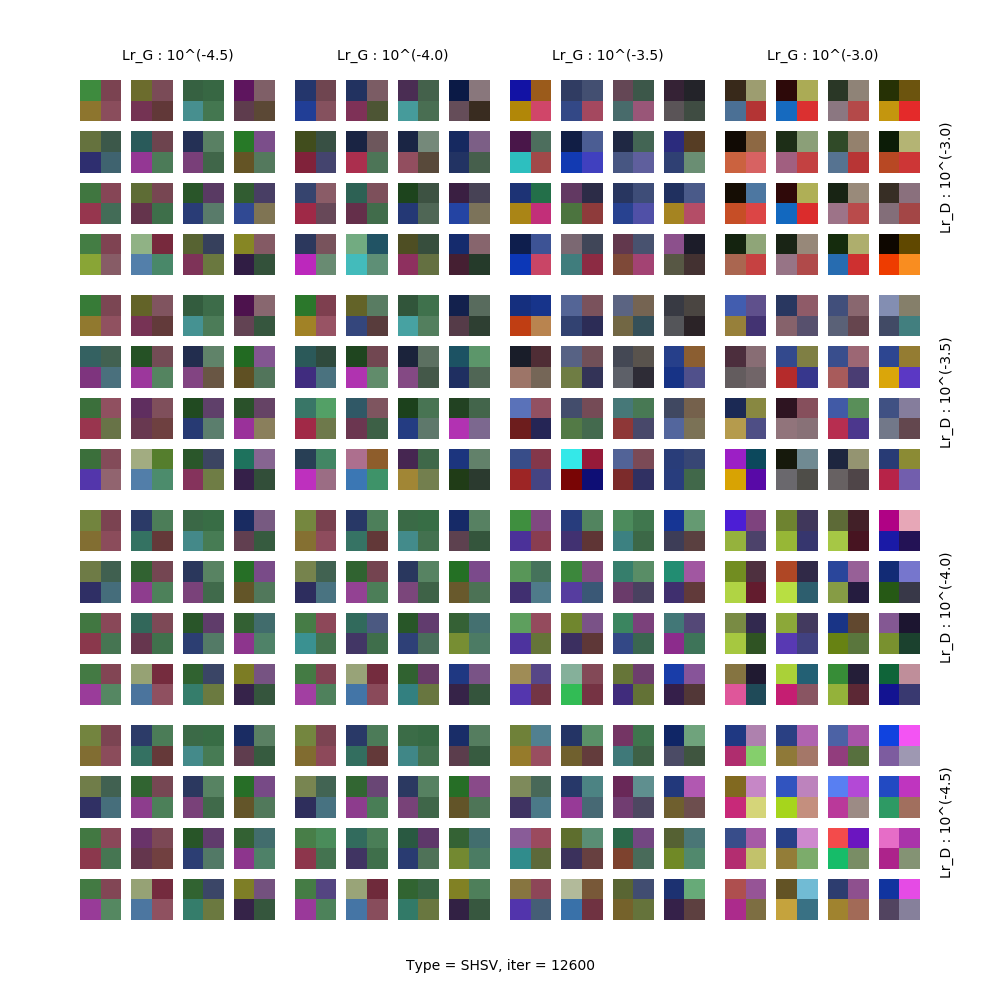 Lr_G : 10^(-4.5)
Lr_G : 10^(-4.0)
Lr_G : 10^(-3.5)
Lr_G : 10^(-3.0)
Lr_D : 10^(-3.0)
Lr_D : 10^(-3.5)
Lr_D : 10^(-4.0)
Lr_D : 10^(-4.5)
Type = SHSV, iter = 12600